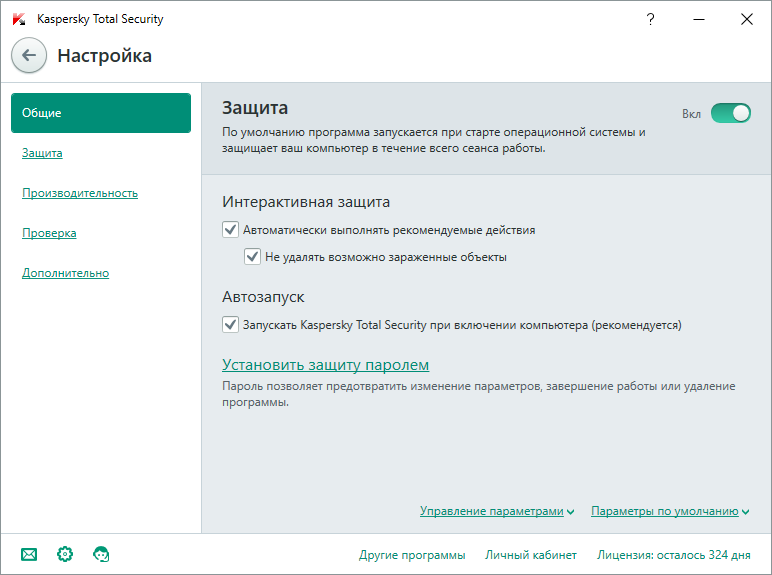 Kaspersky Total Security
?
Настройка
Общие
Защита
Производительность
Проверка
Дополнительно
Защита
Вкл
По умолчанию программа запускается при старте операционной системы и
защищает ваш компьютер в течение всего сеанса работы.
Интерактивная защита
Автоматически выполнять рекомендуемые действия
Не удалять возможно зараженные объекты
Автозапуск
Запускать Kaspersky Total Security при включении компьютера (рекомендуется)
Установить защиту паролем
Пароль позволяет предотвратить изменение параметров, завершение работы или удаление
программы.
Управление параметрами
Параметры по умолчанию
Другие программы
Личный кабинет
Лицензия: осталось 324 дня